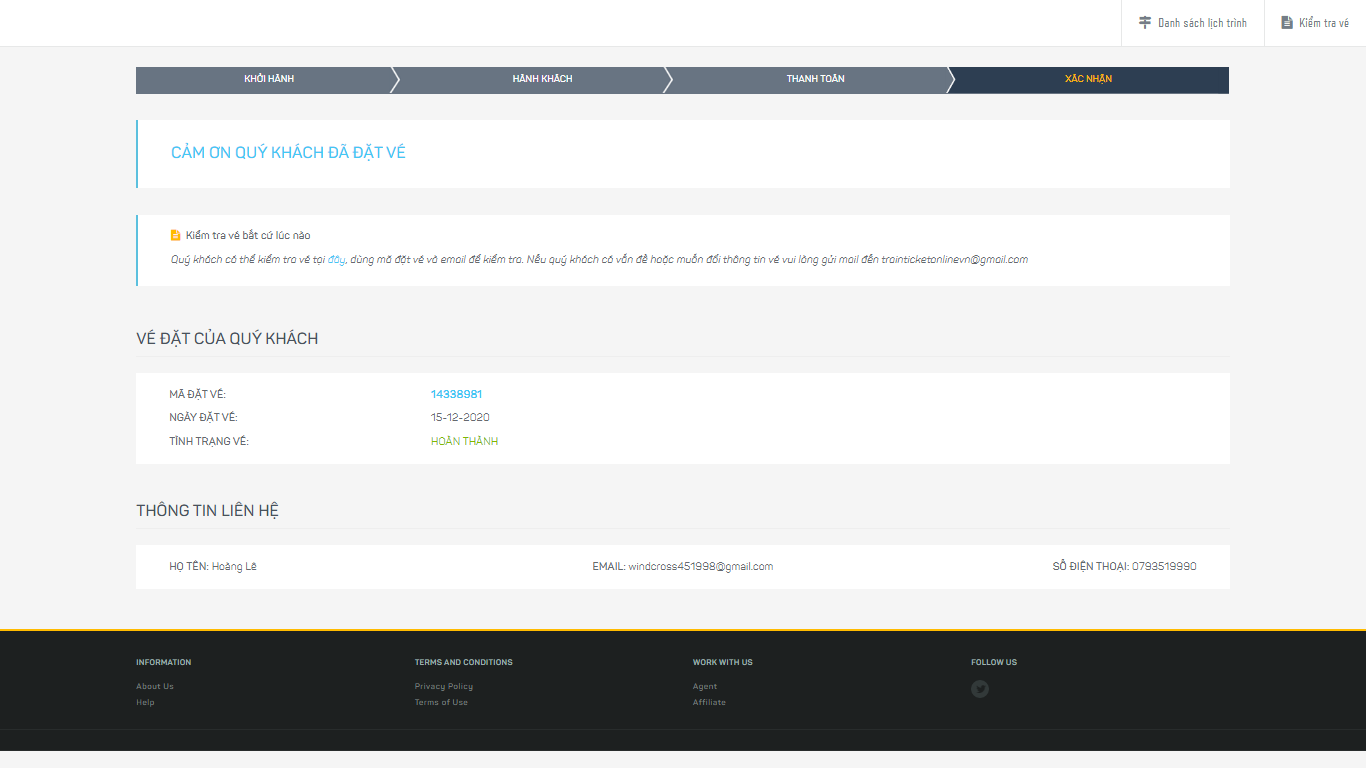 Danh sách lịch trình
Kiểm tra vé
KHỞI HÀNH
HÀNH KHÁCH
THANH TOÁN
XÁC NHẬN
CẢM ƠN QUÝ KHÁCH ĐÃ ĐẶT VÉ
Kiểm tra vé bất cứ lúc nào
Quý khách có thể kiểm tra vé tại đây, dùng mã đặt vé và email để kiểm tra. Nếu quý khách có vấn đề hoặc muốn đổi thông tin vé vui lòng gửi mail đến trainticketonlinevn@gmail.com
VÉ ĐẶT CỦA QUÝ KHÁCH
MÃ ĐẶT VÉ: 14338981
NGÀY ĐẶT VÉ: 15-12-2020
TÌNH TRẠNG VÉ: HOÀN THÀNH
THÔNG TIN LIÊN HỆ
HỌ TÊN: Hoàng Lê EMAIL: windcross451998@gmail.com SỐ ĐIỆN THOẠI: 0793519990
INFORMATION
About Us
Help
TERMS AND CONDITIONS
Privacy Policy
Terms of Use
WORK WITH US
Agent
Affiliate
FOLLOW US